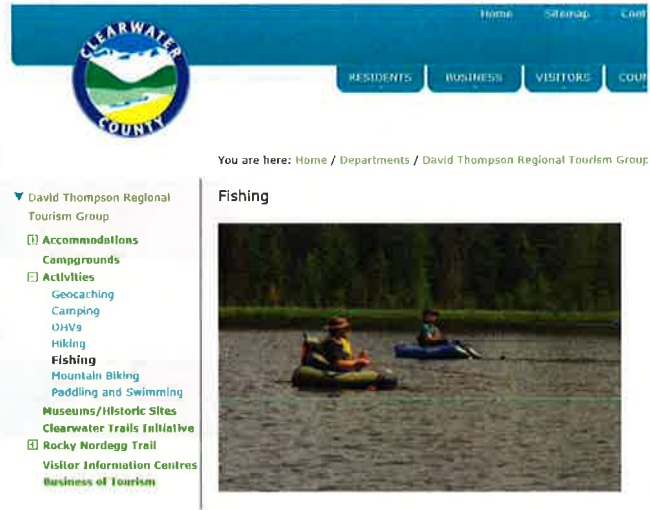 Home Sitemap
CLEARWATER
COUNTY
RESIDENTS BUSINESS VISITORS COUN
You are here: Home / Departments / David Thompson Regional Tourism Group
Fishing
David Thompson Regional
Tourism Group
Accommodations
Campgrounds
Activities
Geocaching
Camping
OHVs
Hiking
Fishing
Mountain Biking
Paddling and Swimming
Museums/Historic Sites
Clearwater Trails Initiative
Rocky Nordegg Trail
Visitor Information Centres
Business of Tourism